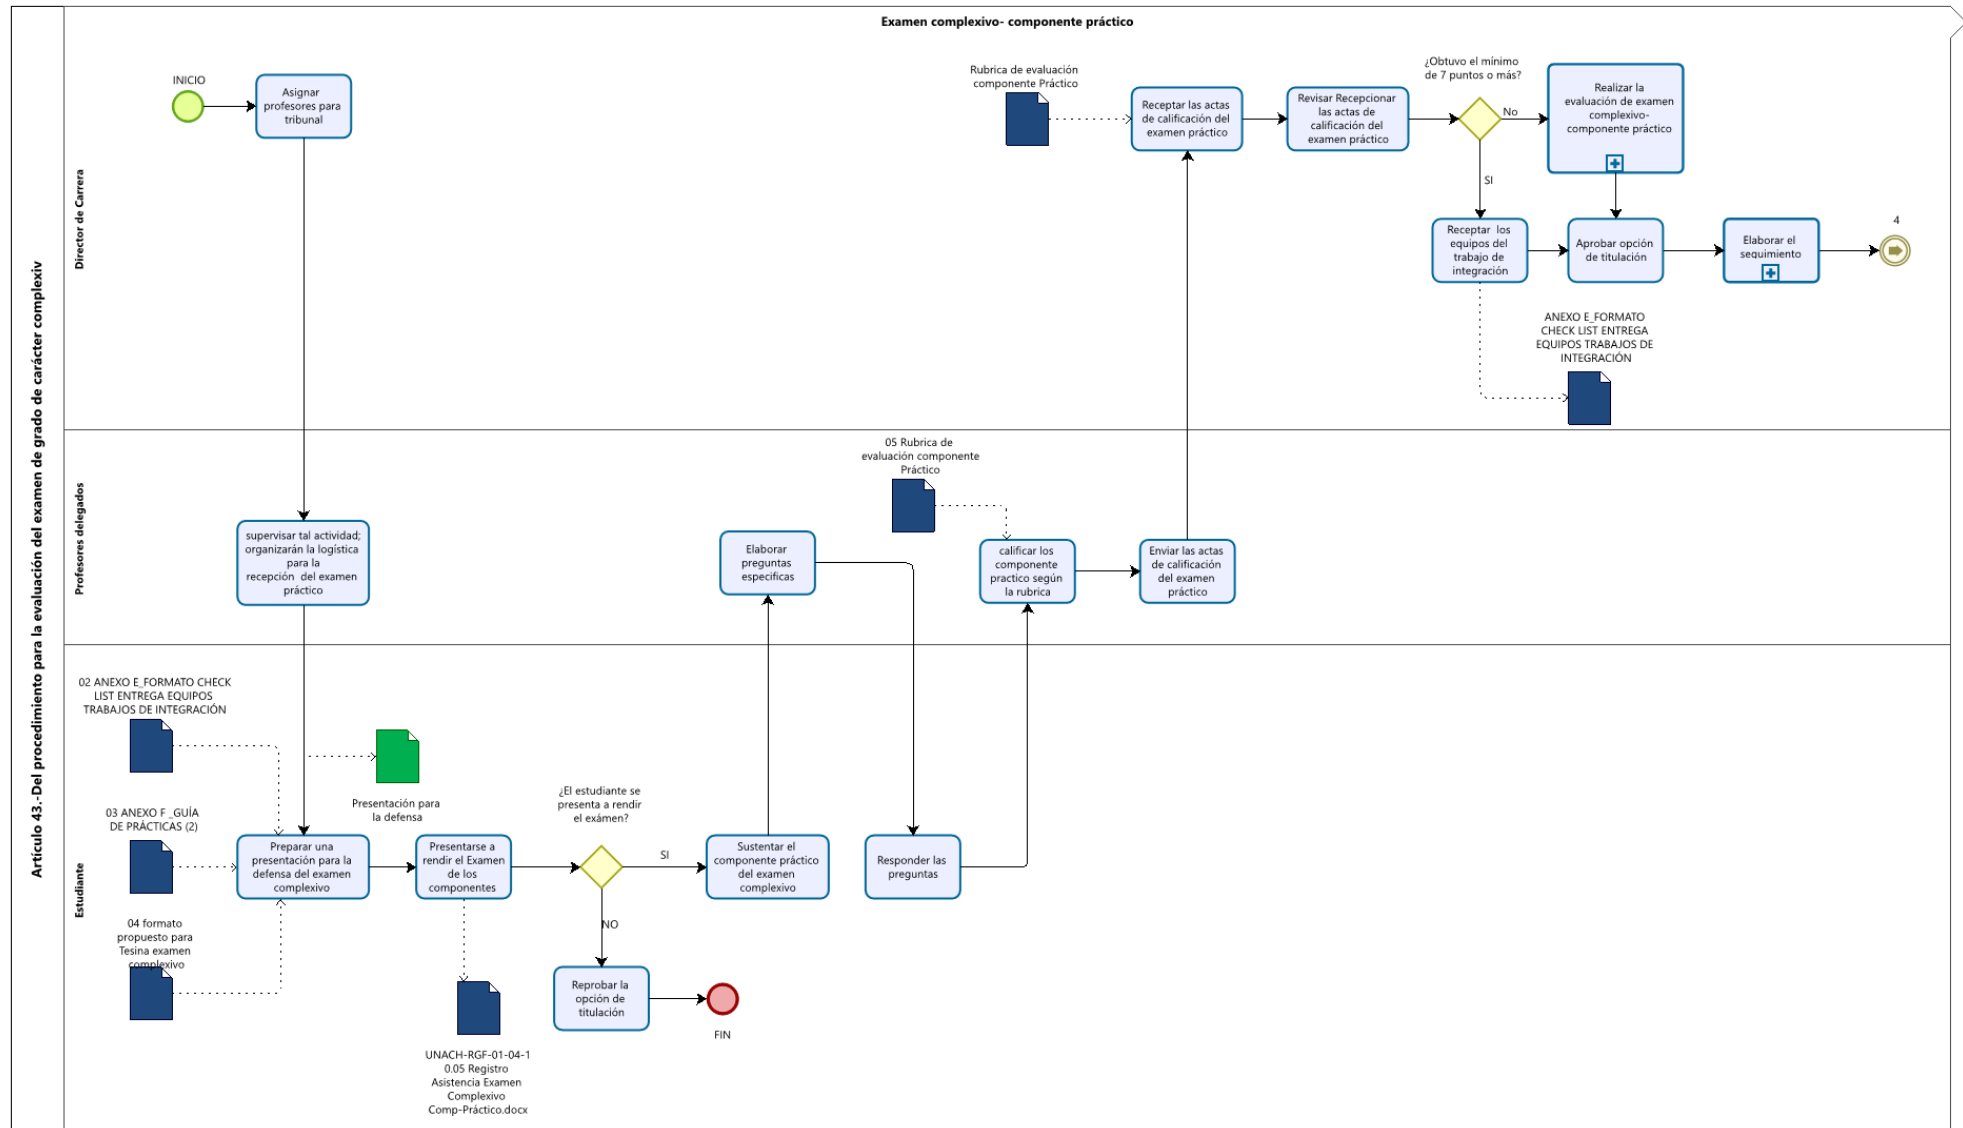 Examen complexivo- componente práctico
Artículo 43.-Del procedimiento para la evaluación del examen de grado de carácter complexiv
Director de Carrera
INICIO
Asignar
profesores para
tribunal
Rubrica de evaluación
componente Práctico
Receptar las actas
de calificación del
examen práctico
Revisar Recepcionar
las actas de
calificación del
examen práctico
¿Obtuvo el mínimo
de 7 puntos o más?
No
SI
Realizar la
evaluación de examen
complexivo-
componente práctico
Receptar los
equipos del
trabajo de
integración
Aprobar opción
de titulación
Elaborar el
seguimiento
4
ANEXO E_FORMATO
CHECK LIST ENTREGA
EQUIPOS TRABAJOS DE
INTEGRACIÓN
Profesores delegados
supervisar tal actividad;
organizarán la logística
para la
recepción del examen
práctico
Elaborar
preguntas
especificas
05 Rubrica de
evaluación componente
Práctico
calificar los
componente
practico según
la rubrica
Enviar las actas
de calificación
del examen
práctico
Estudiante
02 ANEXO E_FORMATO CHECK
LIST ENTREGA EQUIPOS
TRABAJOS DE INTEGRACIÓN
03 ANEXO F _GUÍA
DE PRÁCTICAS (2)
04 formato
propuesto para
Tesina examen
complexivo
Presentación para
la defensa
Preparar una
presentación para la
defensa del examen
complexivo
Presentarse a
rendir el Examen
de los
componentes
¿El estudiante se
presenta a rendir
el exámen?
SI
NO
Sustentar el
componente práctico
del examen
complexivo
Responder las
preguntas
Reprobar la
opción de
titulación
FIN
UNACH-RGF-01-04-1
0.05 Registro
Asistencia Examen
Complexivo
Comp-Práctico.docx